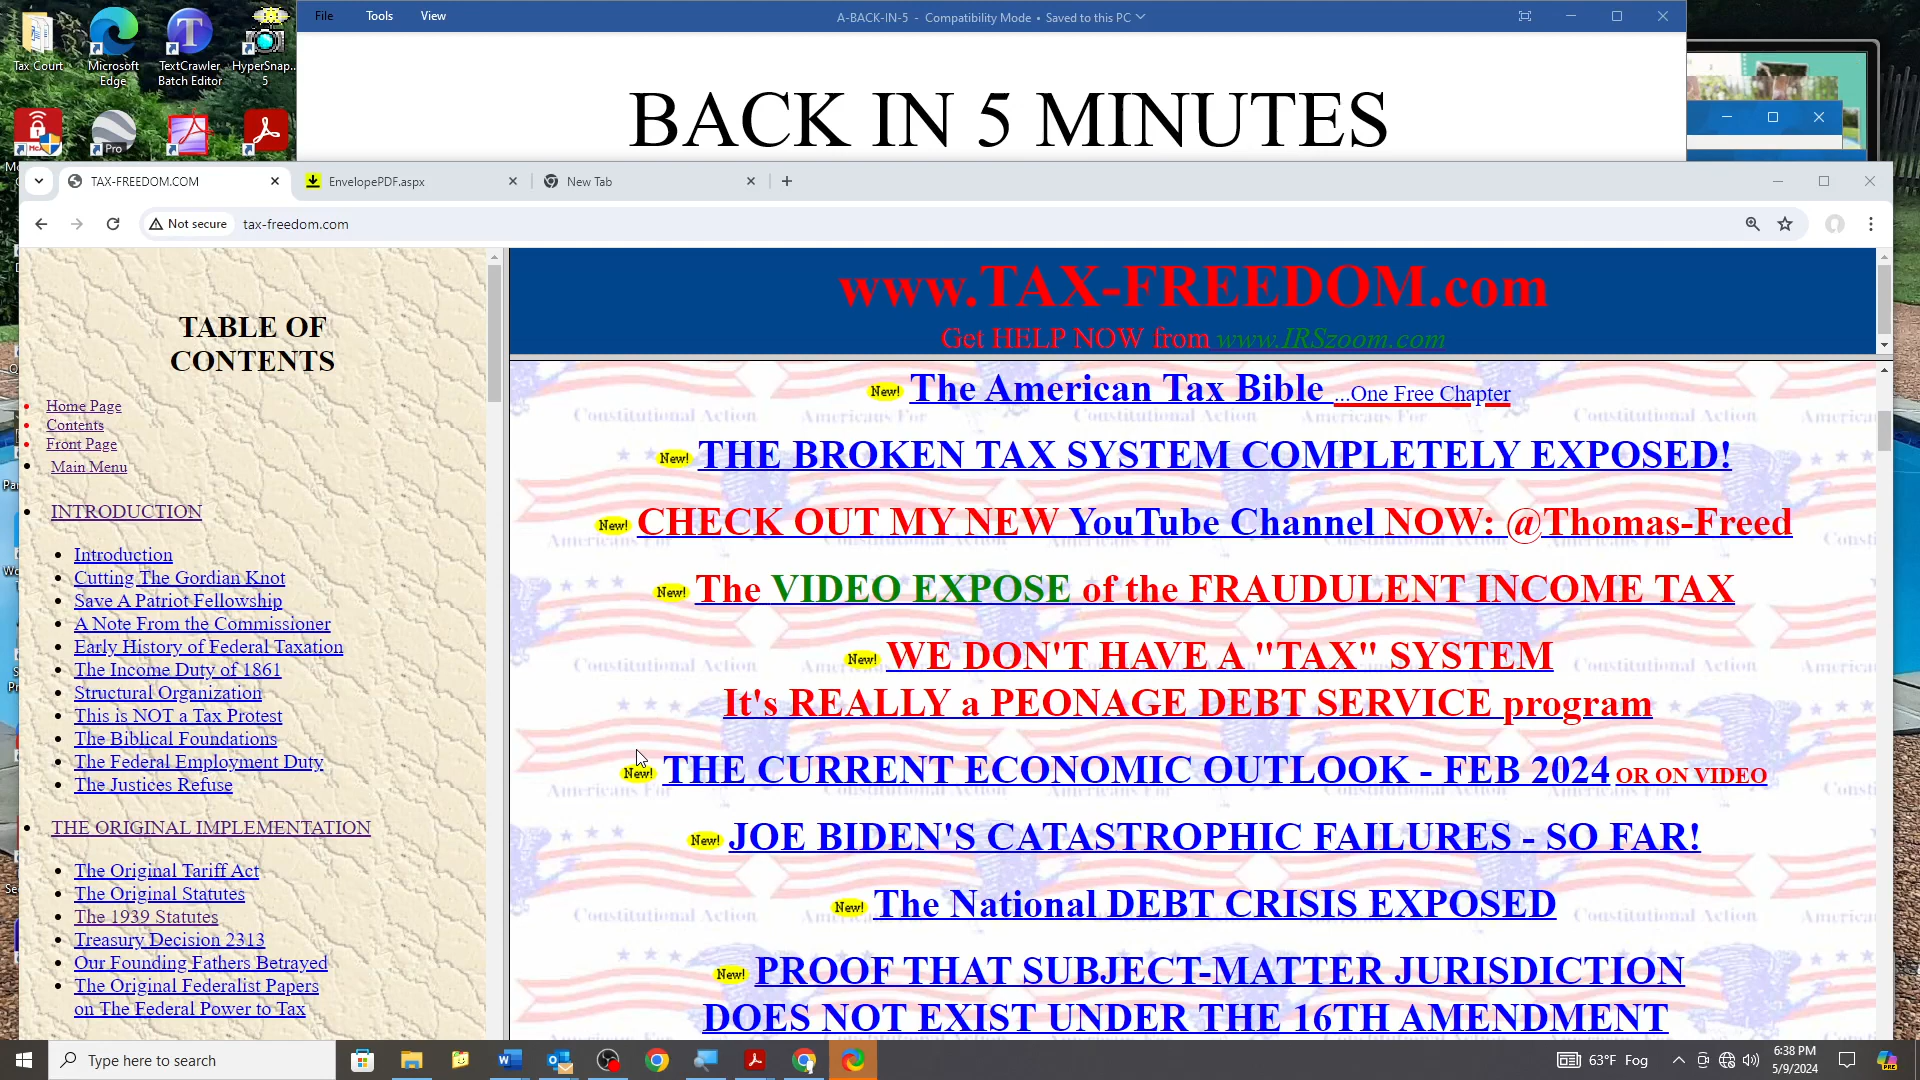 File Tools View
A-BACK-IN-5 - Compatibility Mode • Saved to this PC
Tax Court
Microsoft
Edge
TextCrawler
Batch Editor
HyperSnap...
5
Pro
BACK IN 5 MINUTES
TAX-FREEDOM.COM
EnvelopePDF.aspx
New Tab
Not secure tax-freedom.com
TABLE OF
CONTENTS
Home Page
Contents
Front Page
Main Menu
INTRODUCTION
Introduction
Cutting The Gordian Knot
Save A Patriot Fellowship
A Note From the Commissioner
Early History of Federal Taxation
The Income Duty of 1861
Structural Organization
This is NOT a Tax Protest
The Biblical Foundations
The Federal Employment Duty
The Justices Refuse
THE ORIGINAL IMPLEMENTATION
The Original Tariff Act
The Original Statutes
The 1939 Statutes
Treasury Decision 2313
Our Founding Fathers Betrayed
The Original Federalist Papers
on The Federal Power to Tax
www.TAX-FREEDOM.com
Get HELP NOW from www.IRSzoom.com
New! The American Tax Bible ...One Free Chapter
New! THE BROKEN TAX SYSTEM COMPLETELY EXPOSED!
New! CHECK OUT MY NEW YouTube Channel NOW: @Thomas-Freed
New! The VIDEO EXPOSE of the FRAUDULENT INCOME TAX
New! WE DON'T HAVE A "TAX" SYSTEM
It's REALLY a PEONAGE DEBT SERVICE program
New! THE CURRENT ECONOMIC OUTLOOK - FEB 2024 OR ON VIDEO
New! JOE BIDEN'S CATASTROPHIC FAILURES - SO FAR!
New! The National DEBT CRISIS EXPOSED
New! PROOF THAT SUBJECT-MATTER JURISDICTION
DOES NOT EXIST UNDER THE 16TH AMENDMENT
Type here to search
63°F Fog
6:38 PM
5/9/2024